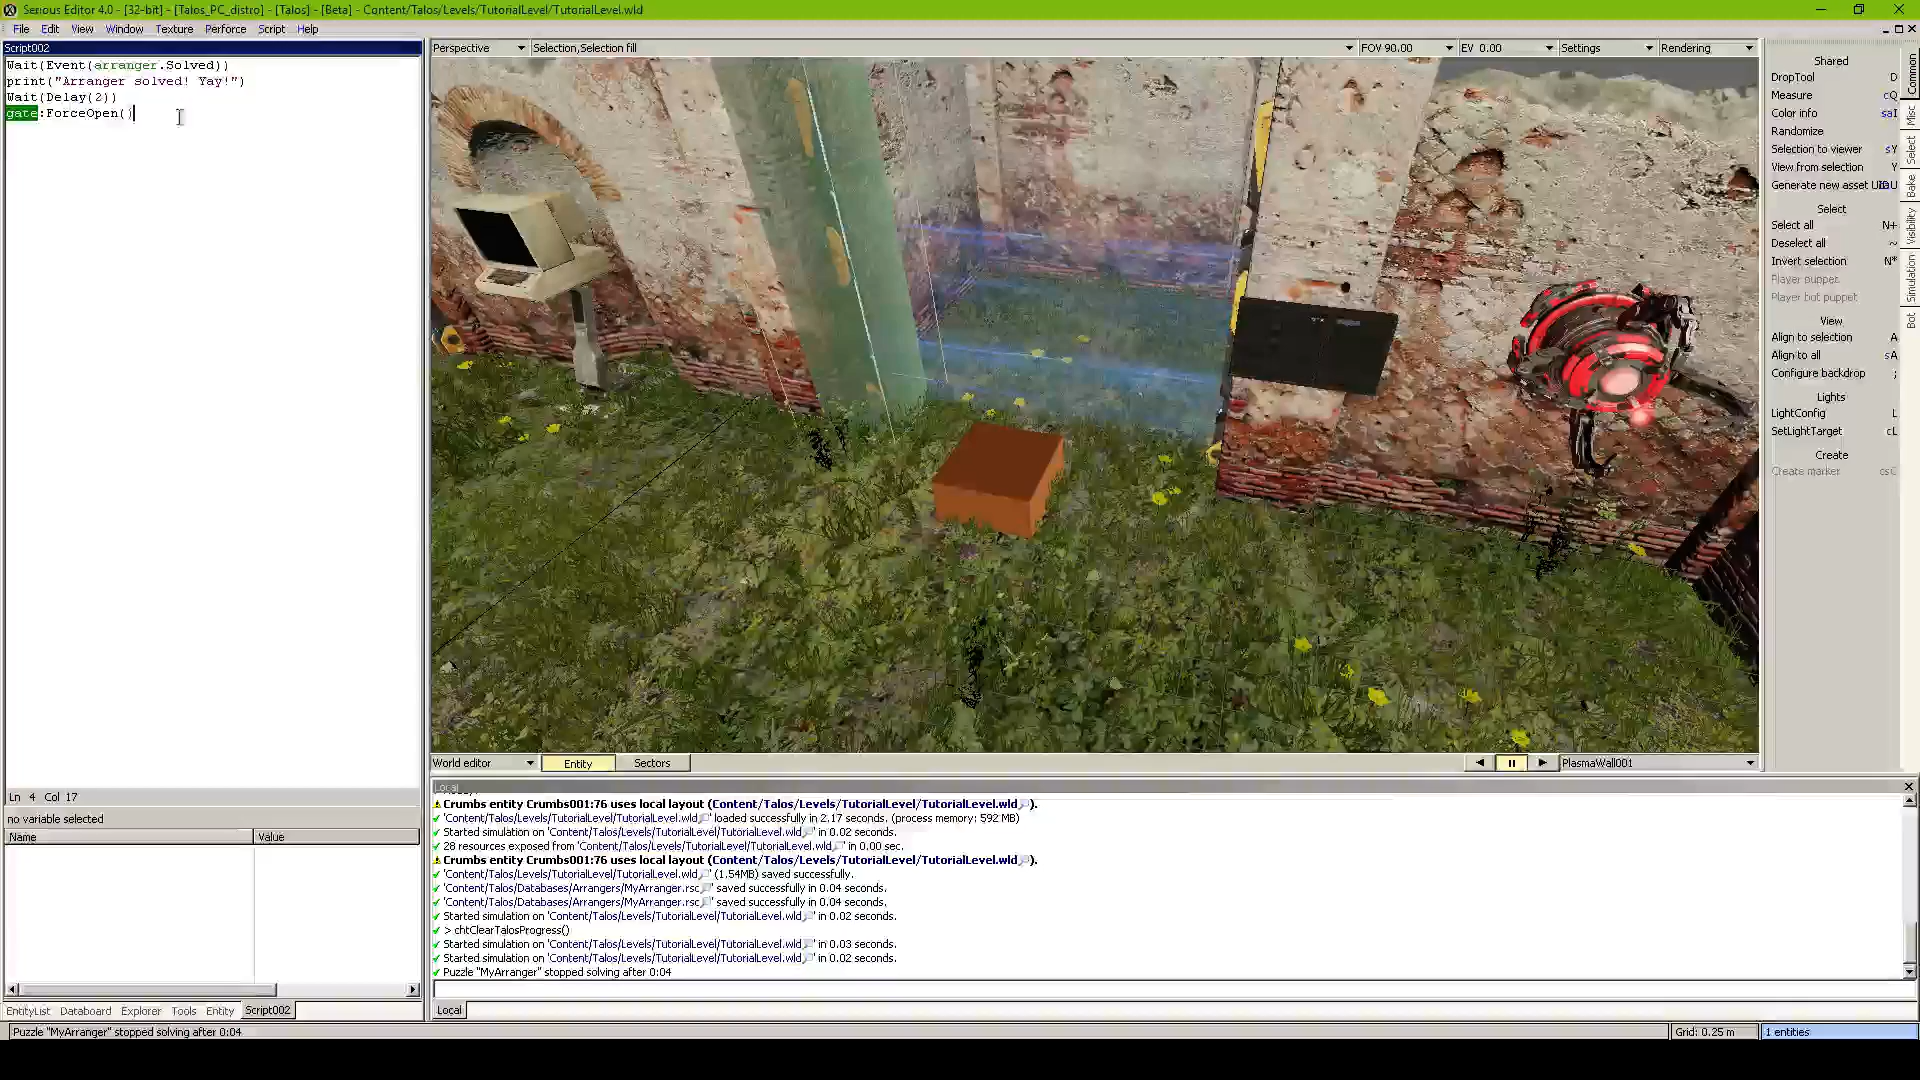 Serious Editor 4.0 - [32-bit] - [Talos_PC_distro] - [Talos] - [Beta] - Content/Talos/Levels/TutorialLevel/TutorialLevel.wld
File Edit View Window Texture Perforce Script Help
Script002
Wait(Event(arranger.Solved))
print("Arranger solved! Yay!")
Wait(Delay(2))
gate:ForceOpen()
Ln 4 Col 17
no variable selected
Name Value
EntityList Databoard Explorer Tools Entity Script002
Perspective Selection,Selection fill FOV 90.00 EV 0.00 Settings Rendering
World editor Entity Sectors PlasmaWall001
Local
Crumbs entity Crumbs001:76 uses local layout (Content/Talos/Levels/TutorialLevel/TutorialLevel.wld).
'Content/Talos/Levels/TutorialLevel/TutorialLevel.wld' loaded successfully in 2.17 seconds. (process memory: 592 MB)
Started simulation on 'Content/Talos/Levels/TutorialLevel/TutorialLevel.wld' in 0.02 seconds.
28 resources exposed from 'Content/Talos/Levels/TutorialLevel/TutorialLevel.wld' in 0.00 sec.
Crumbs entity Crumbs001:76 uses local layout (Content/Talos/Levels/TutorialLevel/TutorialLevel.wld).
'Content/Talos/Levels/TutorialLevel/TutorialLevel.wld' (1.54MB) saved successfully.
'Content/Talos/Databases/Arrangers/MyArranger.rsc' saved successfully in 0.04 seconds.
'Content/Talos/Databases/Arrangers/MyArranger.rsc' saved successfully in 0.04 seconds.
Started simulation on 'Content/Talos/Levels/TutorialLevel/TutorialLevel.wld' in 0.02 seconds.
> chtClearTalosProgress()
Started simulation on 'Content/Talos/Levels/TutorialLevel/TutorialLevel.wld' in 0.03 seconds.
Started simulation on 'Content/Talos/Levels/TutorialLevel/TutorialLevel.wld' in 0.02 seconds.
Puzzle "MyArranger" stopped solving after 0:04
Local
Shared
DropTool D
Measure cQ
Color info saI
Randomize
Selection to viewer sY
View from selection Y
Generate new asset
Select
Select all N+
Deselect all ~
Invert selection N*
Player puppet
Player bot puppet
View
Align to selection A
Align to all sA
Configure backdrop ;
Lights
LightConfig L
SetLightTarget cL
Create
Create marker csC
Common
Misc
Select
Bake
Visibility
Simulation
Bot
Puzzle "MyArranger" stopped solving after 0:04
Grid: 0.25 m
1 entities